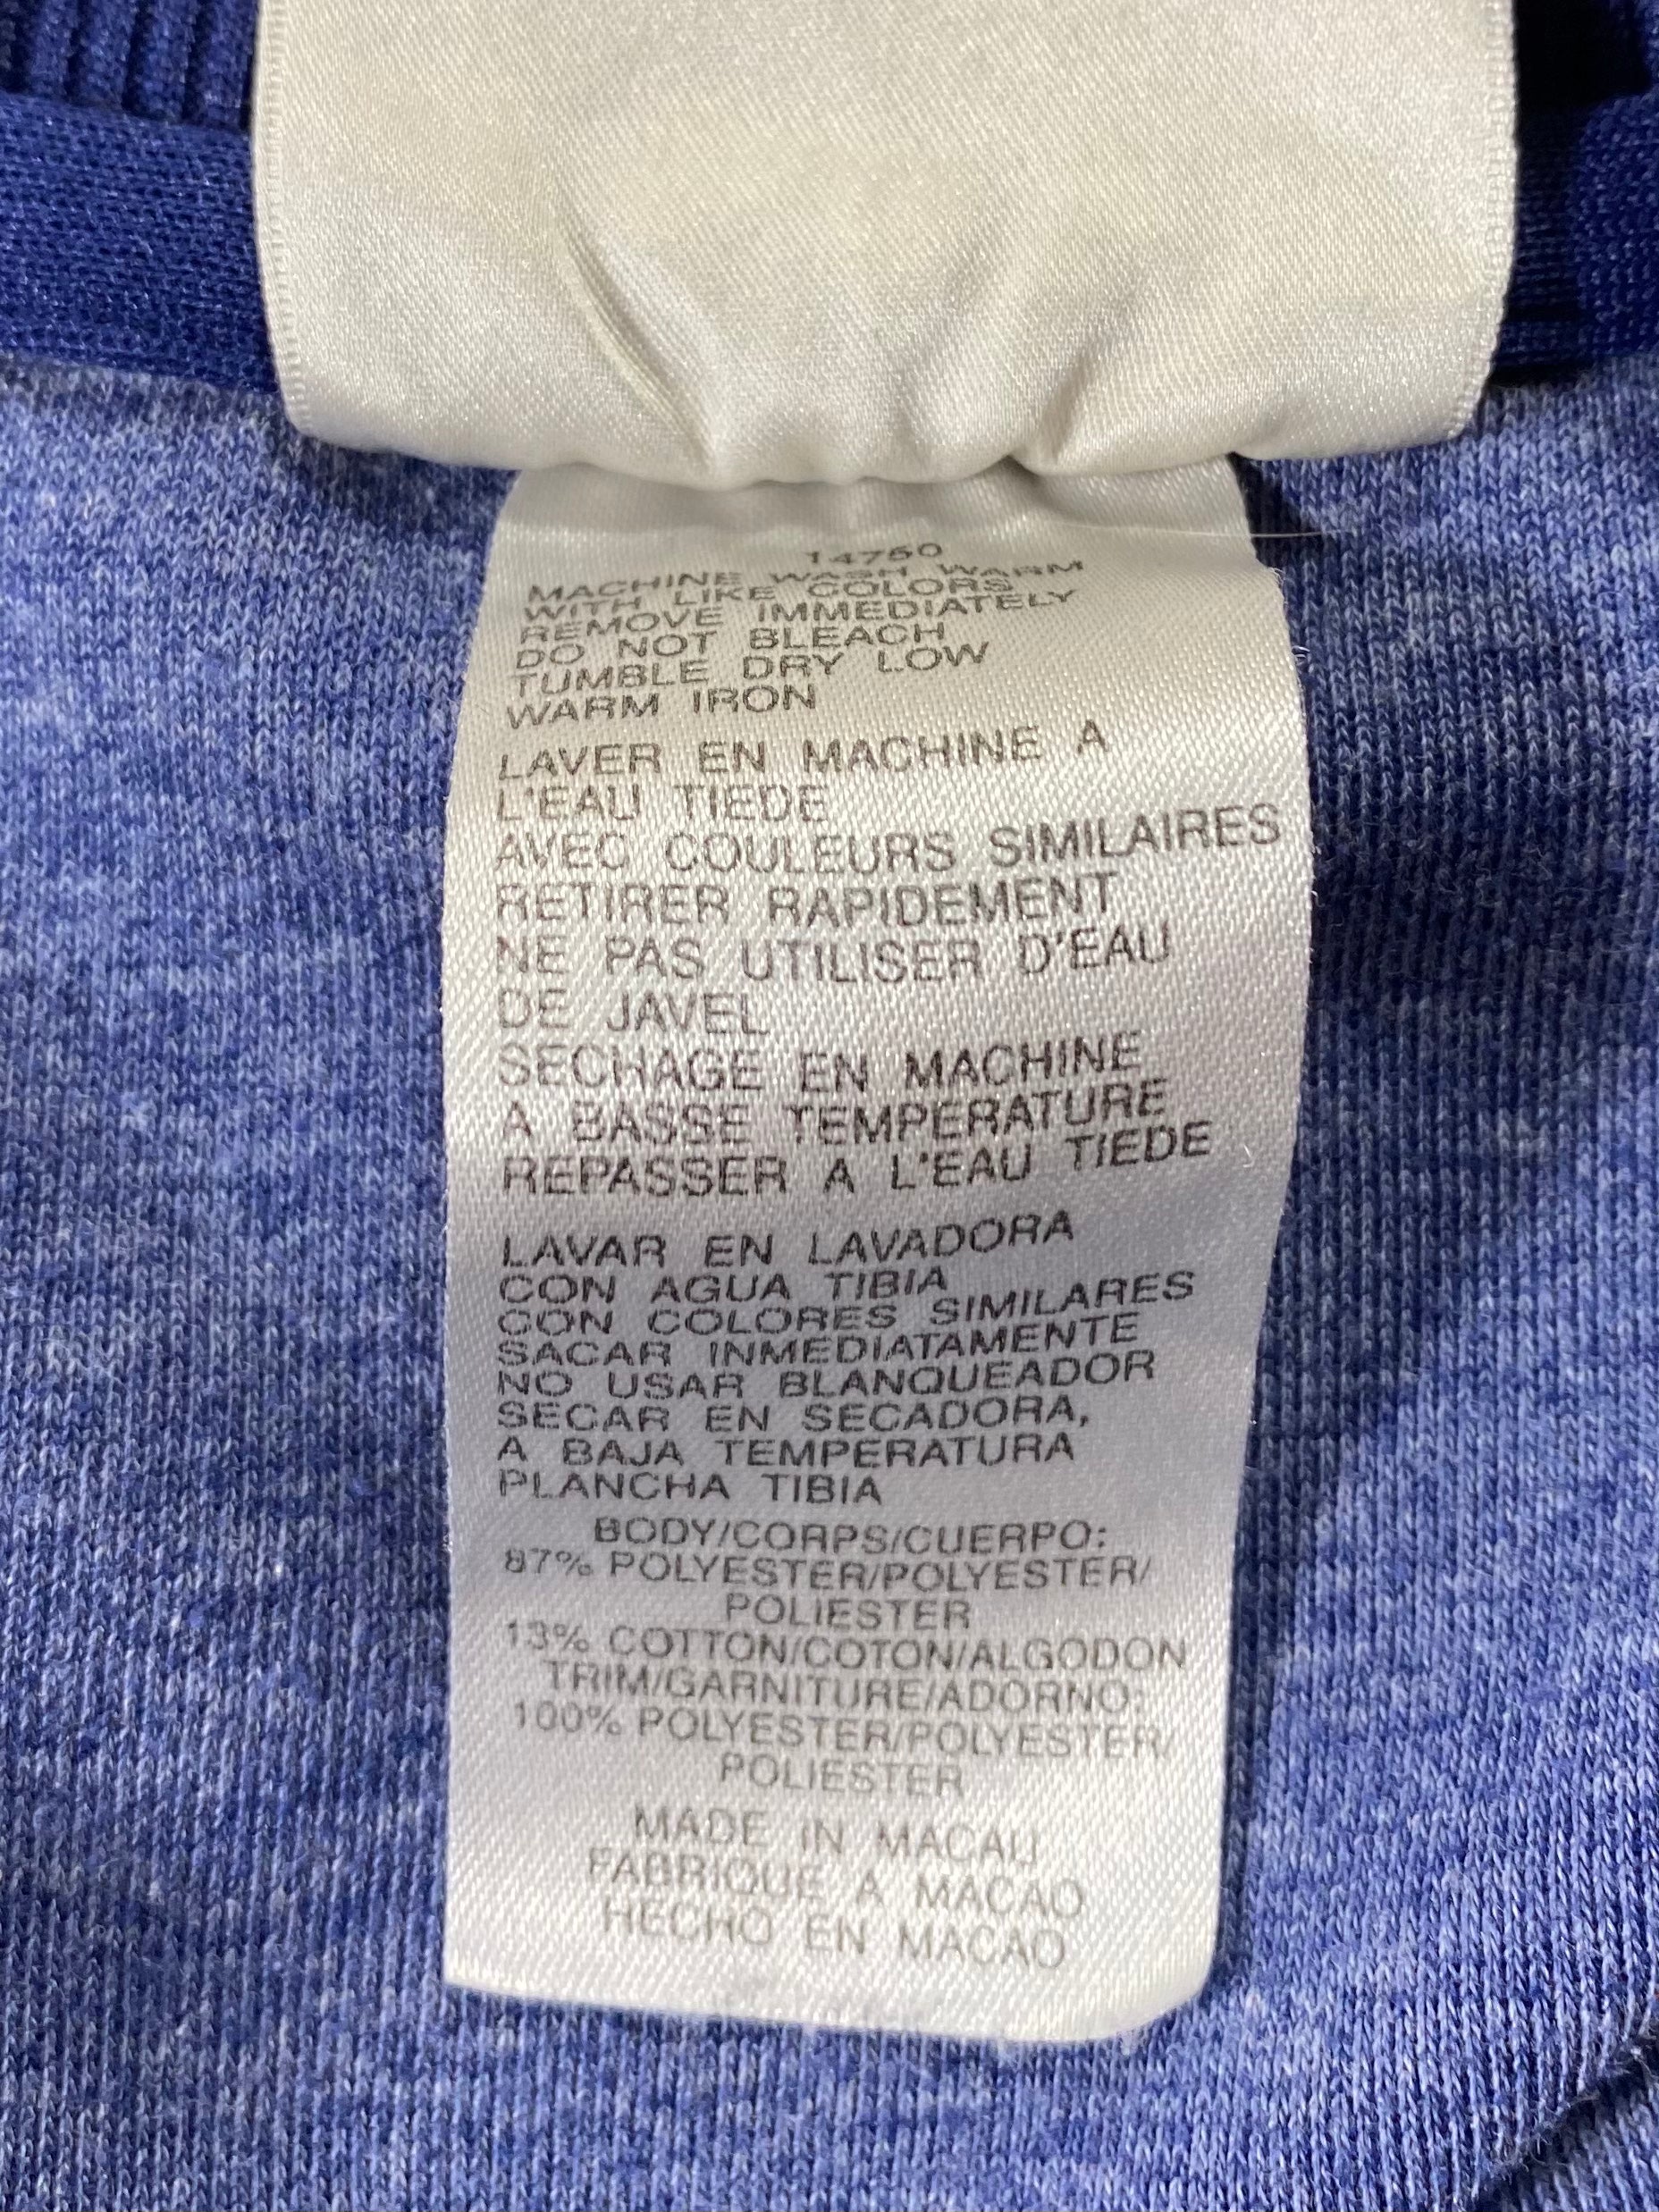 14750
MACHINE WASH WARM
WITH LIKE COLORS
REMOVE IMMEDIATELY
DO NOT BLEACH
TUMBLE DRY LOW
WARM IRON
LAVER EN MACHINE A
L'EAU TIEDE
AVEC COULEURS SIMILAIRES
RETIRER RAPIDEMENT
NE PAS UTILISER D'EAU
DE JAVEL
SECHAGE EN MACHINE
A BASSE TEMPERATURE
REPASSER A L'EAU TIEDE
LAVAR EN LAVADORA
CON AGUA TIBIA
CON COLORES SIMILARES
SACAR INMEDIATAMENTE
NO USAR BLANQUEADOR
SECAR EN SECADORA,
A BAJA TEMPERATURA
PLANCHA TIBIA
BODY/CORPS/CUERPO:
87% POLYESTER/POLYESTER/
POLIESTER
13% COTTON/COTON/ALGODON
TRIM/GARNITURE/ADORNO:
100% POLYESTER/POLYESTER/
POLIESTER
MADE IN MACAU
FABRIQUE A MACAO
HECHO EN MACAO